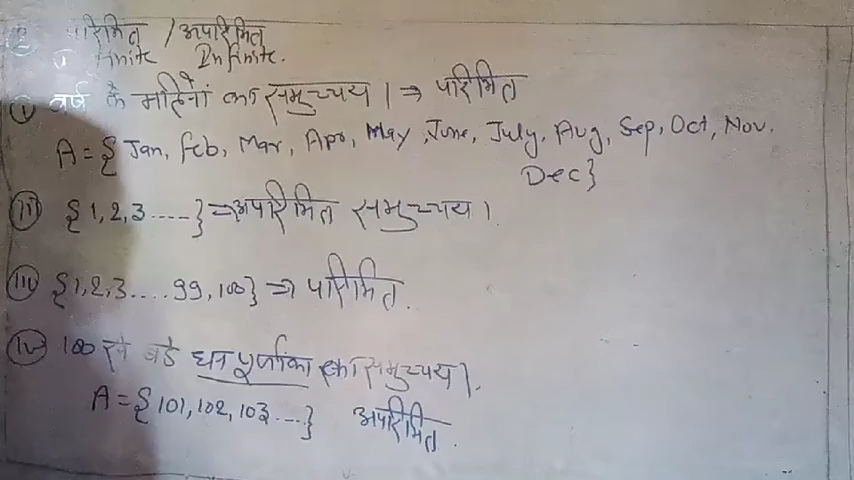 ② परिमित / अपरिमित
Finite Infinite.
① वर्ष के महिनों का समुच्चय । ⇒ परिमित
A = { Jan, Feb, Mar, Apr, May, June, July, Aug, Sep, Oct, Nov.
Dec}
ii) {1, 2, 3 .....} ⇒ अपरिमित समुच्चय ।
iii) {1, 2, 3 .... 99, 100} ⇒ परिमित .
iv) 100 से बडे धन पूर्णाकों का समुच्चय ।.
A = {101, 102, 103 ....} अपरिमित .